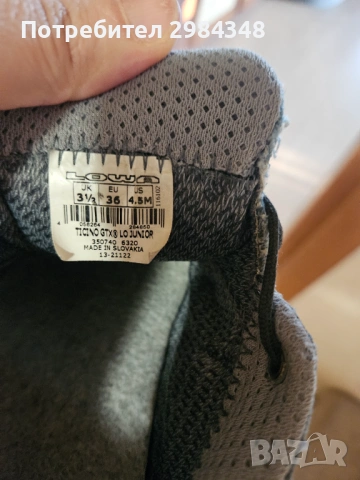 Потребител 2984348
LOWA
UK EU US
3½ 36 4.5M
TICINO GTX® LO JUNIOR
350740 6320
MADE IN SLOVAKIA
13-21122
BAZAR